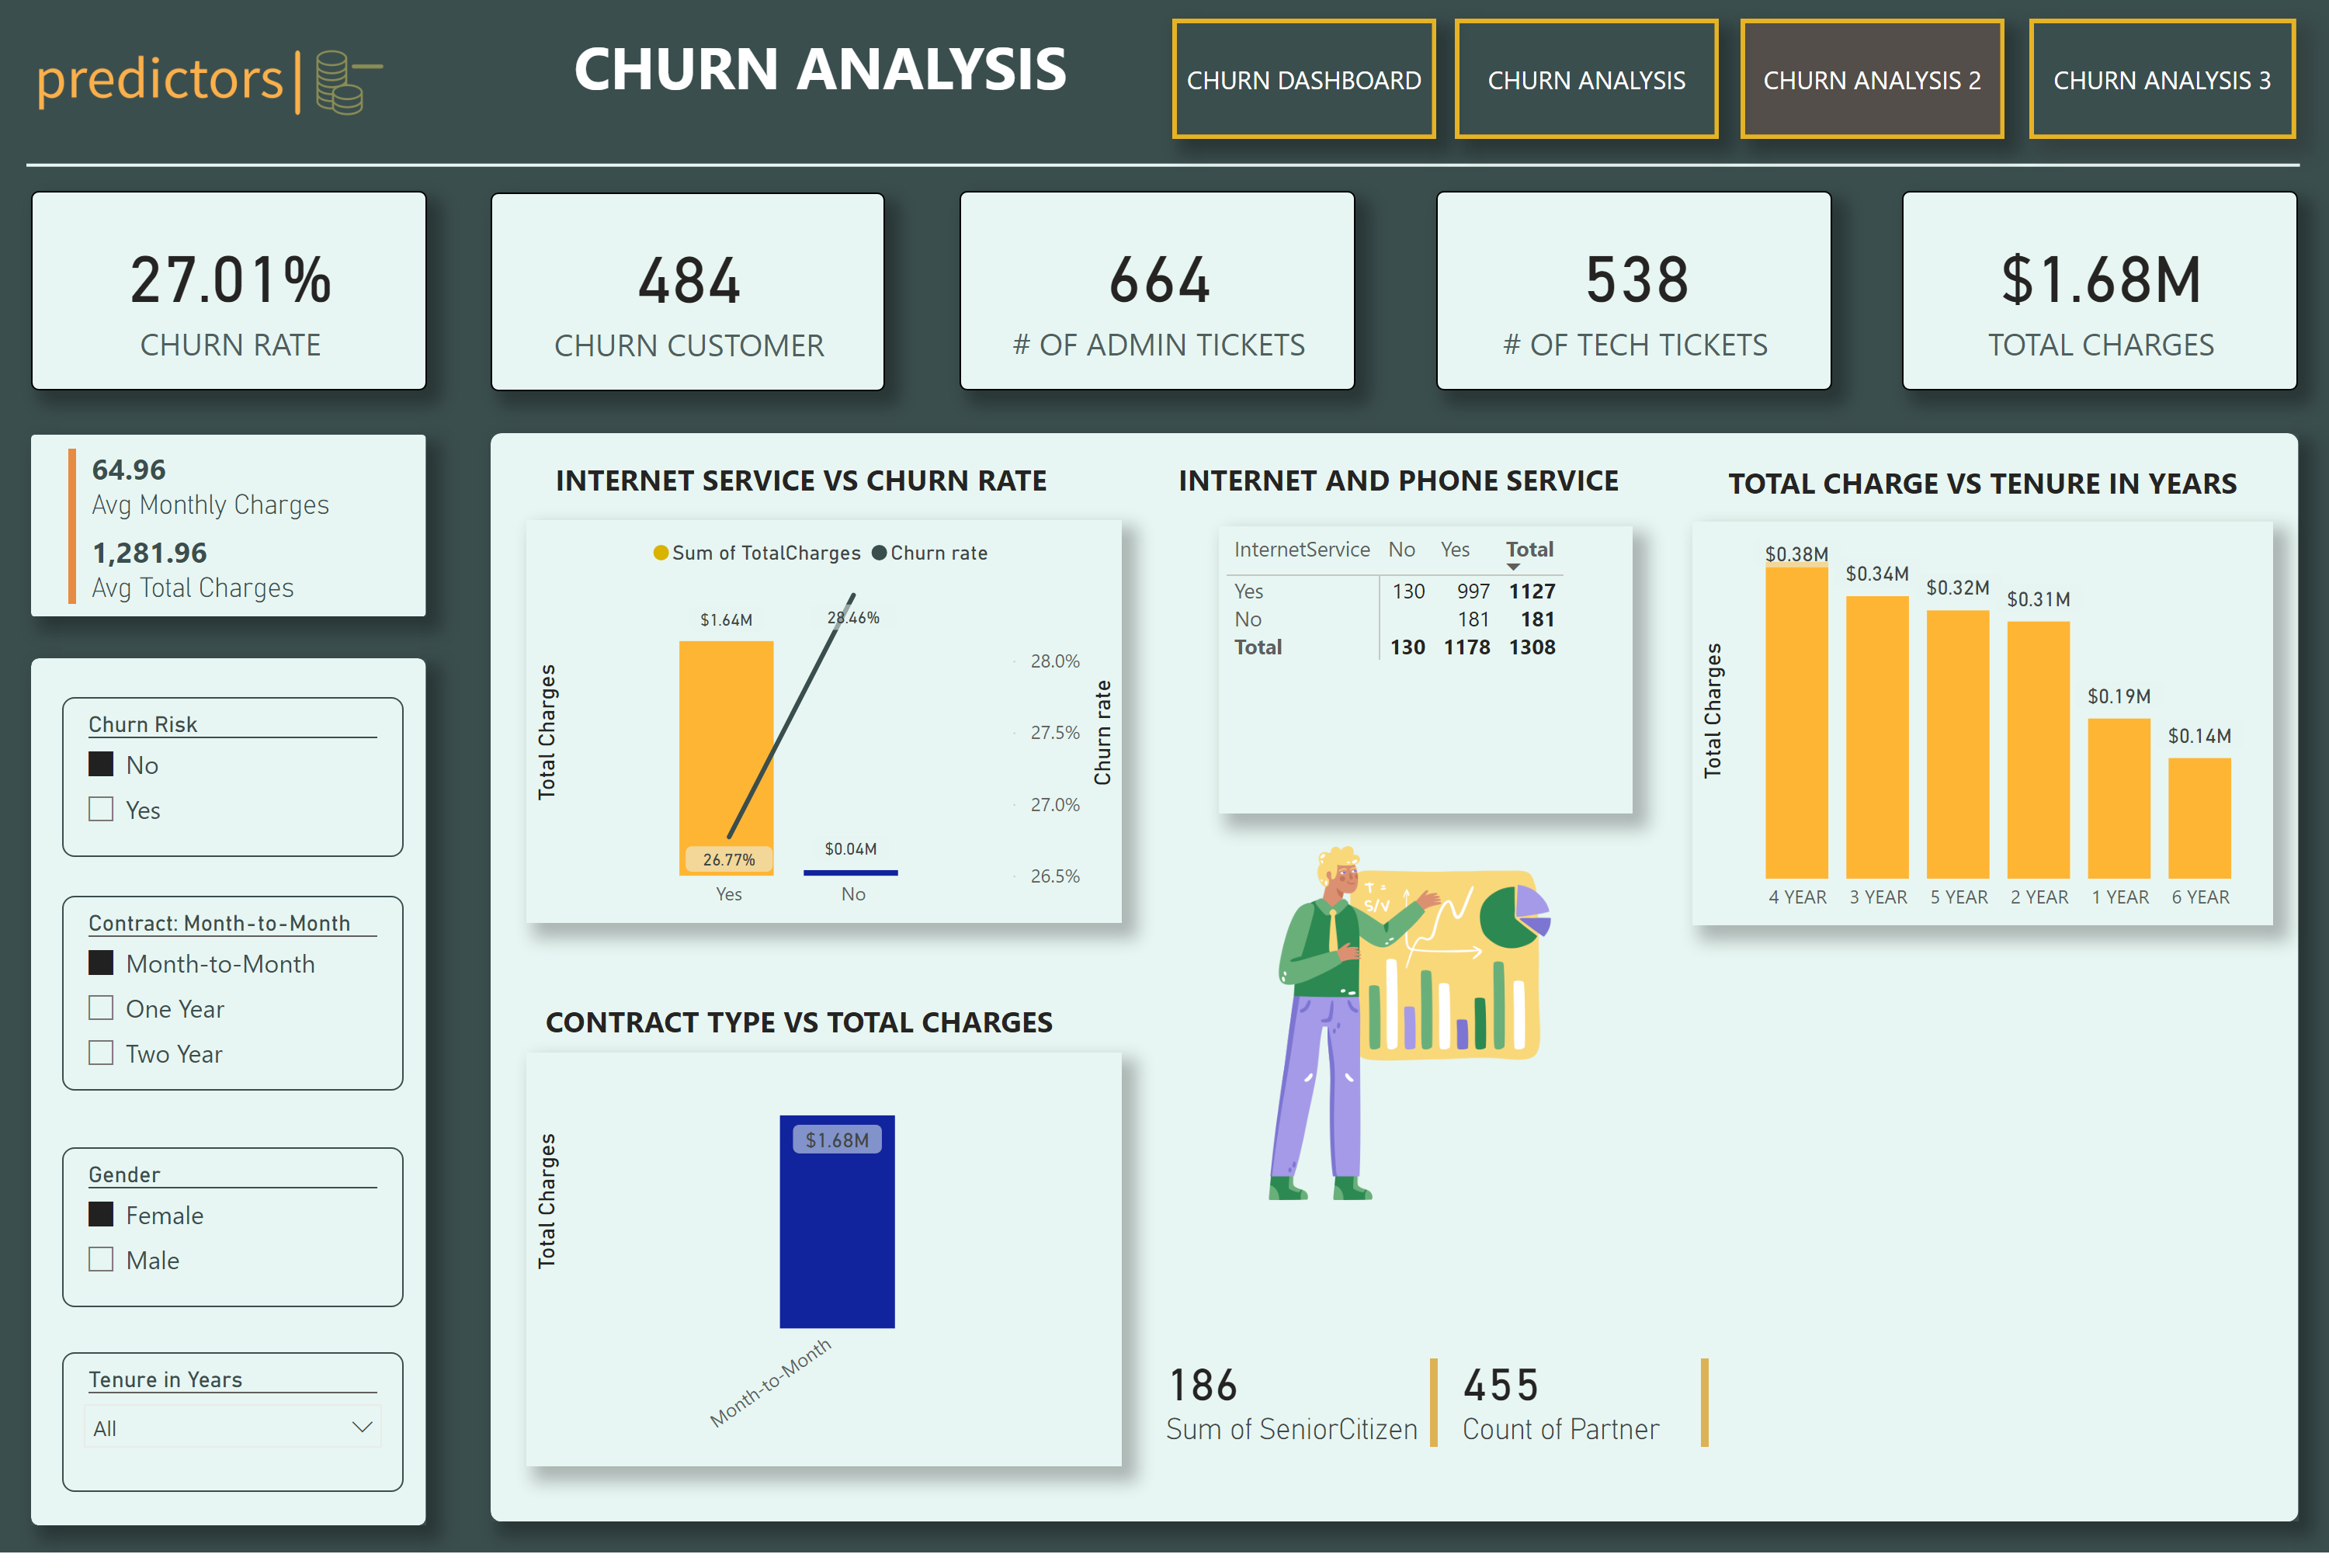 predictors
CHURN ANALYSIS
CHURN DASHBOARD
CHURN ANALYSIS
CHURN ANALYSIS 2
CHURN ANALYSIS 3
27.01%
CHURN RATE
484
CHURN CUSTOMER
664
# OF ADMIN TICKETS
538
# OF TECH TICKETS
$1.68M
TOTAL CHARGES
64.96
Avg Monthly Charges
1,281.96
Avg Total Charges
Churn Risk
No
Yes
Contract: Month-to-Month
Month-to-Month
One Year
Two Year
Gender
Female
Male
Tenure in Years
All
INTERNET SERVICE VS CHURN RATE
Sum of TotalCharges Churn rate
Total Charges
$1.64M
28.46%
26.77%
$0.04M
28.0%
27.5%
27.0%
26.5%
Churn rate
Yes No
INTERNET AND PHONE SERVICE
InternetService No Yes Total
Yes 130 997 1127
No 181 181
Total 130 1178 1308
T =
S/V
TOTAL CHARGE VS TENURE IN YEARS
Total Charges
$0.38M
$0.34M
$0.32M
$0.31M
$0.19M
$0.14M
4 YEAR 3 YEAR 5 YEAR 2 YEAR 1 YEAR 6 YEAR
CONTRACT TYPE VS TOTAL CHARGES
Total Charges
$1.68M
Month-to-Month
186
Sum of SeniorCitizen
455
Count of Partner